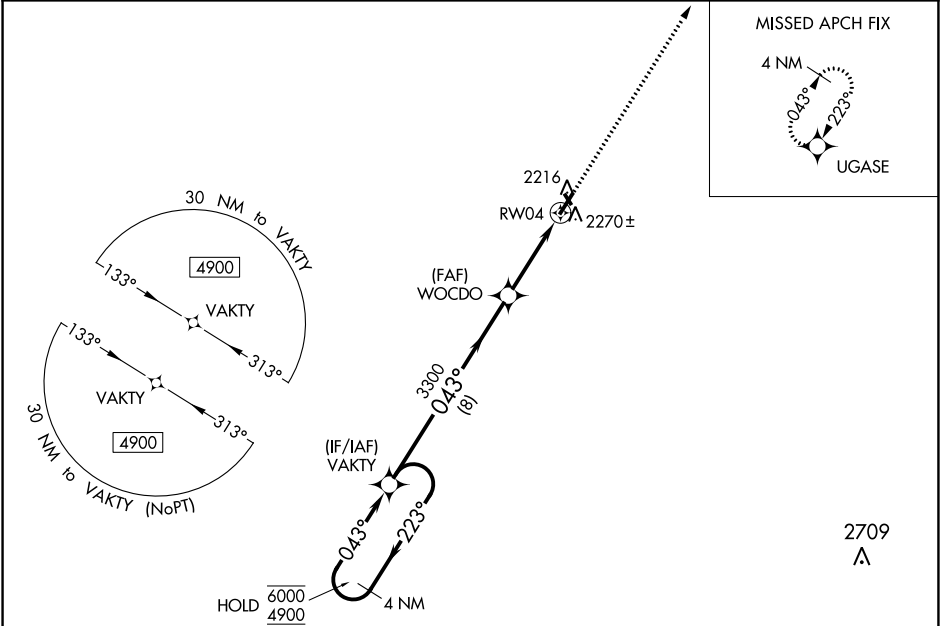 MISSED APCH FIX
4 NM
043°
223°
UGASE
2216
RW04
2270±
(FAF)
WOCDO
30 NM to VAKTY
4900
133°
VAKTY
313°
133°
VAKTY
313°
4900
30 NM to VAKTY (NoPT)
3300
043°
(8)
(IF/IAF)
VAKTY
043°
223°
HOLD
6000
4900
4 NM
2709